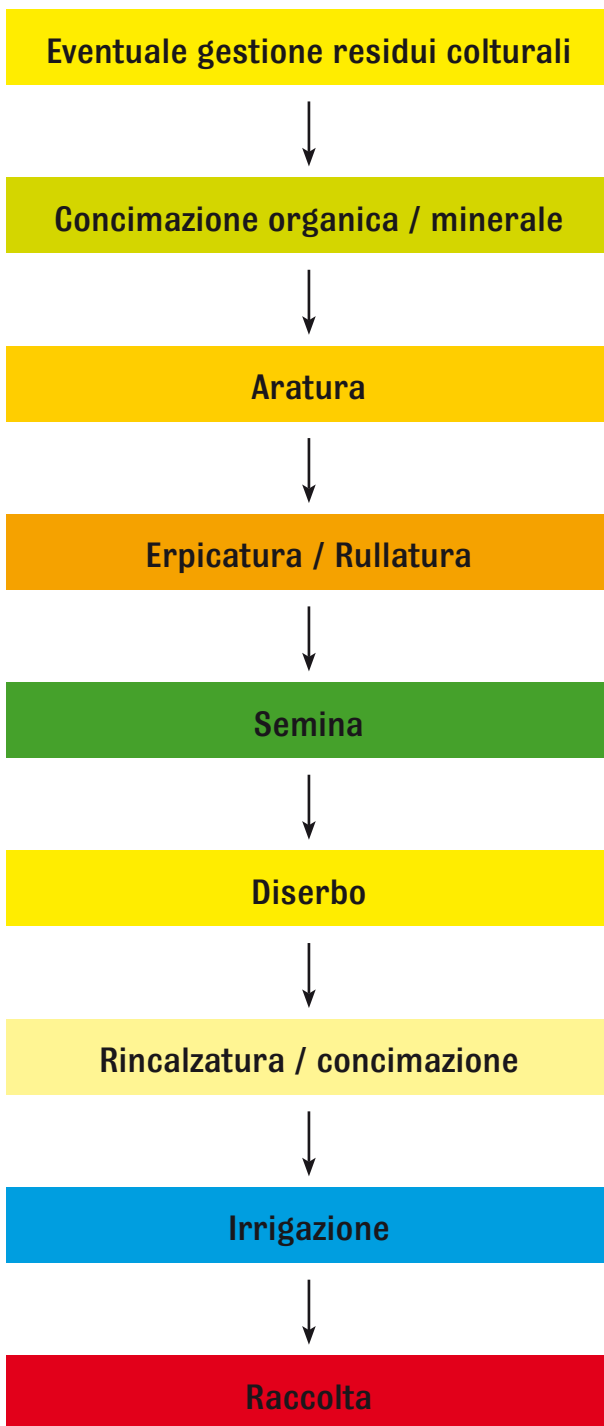 Eventuale gestione residui colturali
Concimazione organica / minerale
Aratura
Erpicatura / Rullatura
Semina
Diserbo
Rincalzatura / concimazione
Irrigazione
Raccolta